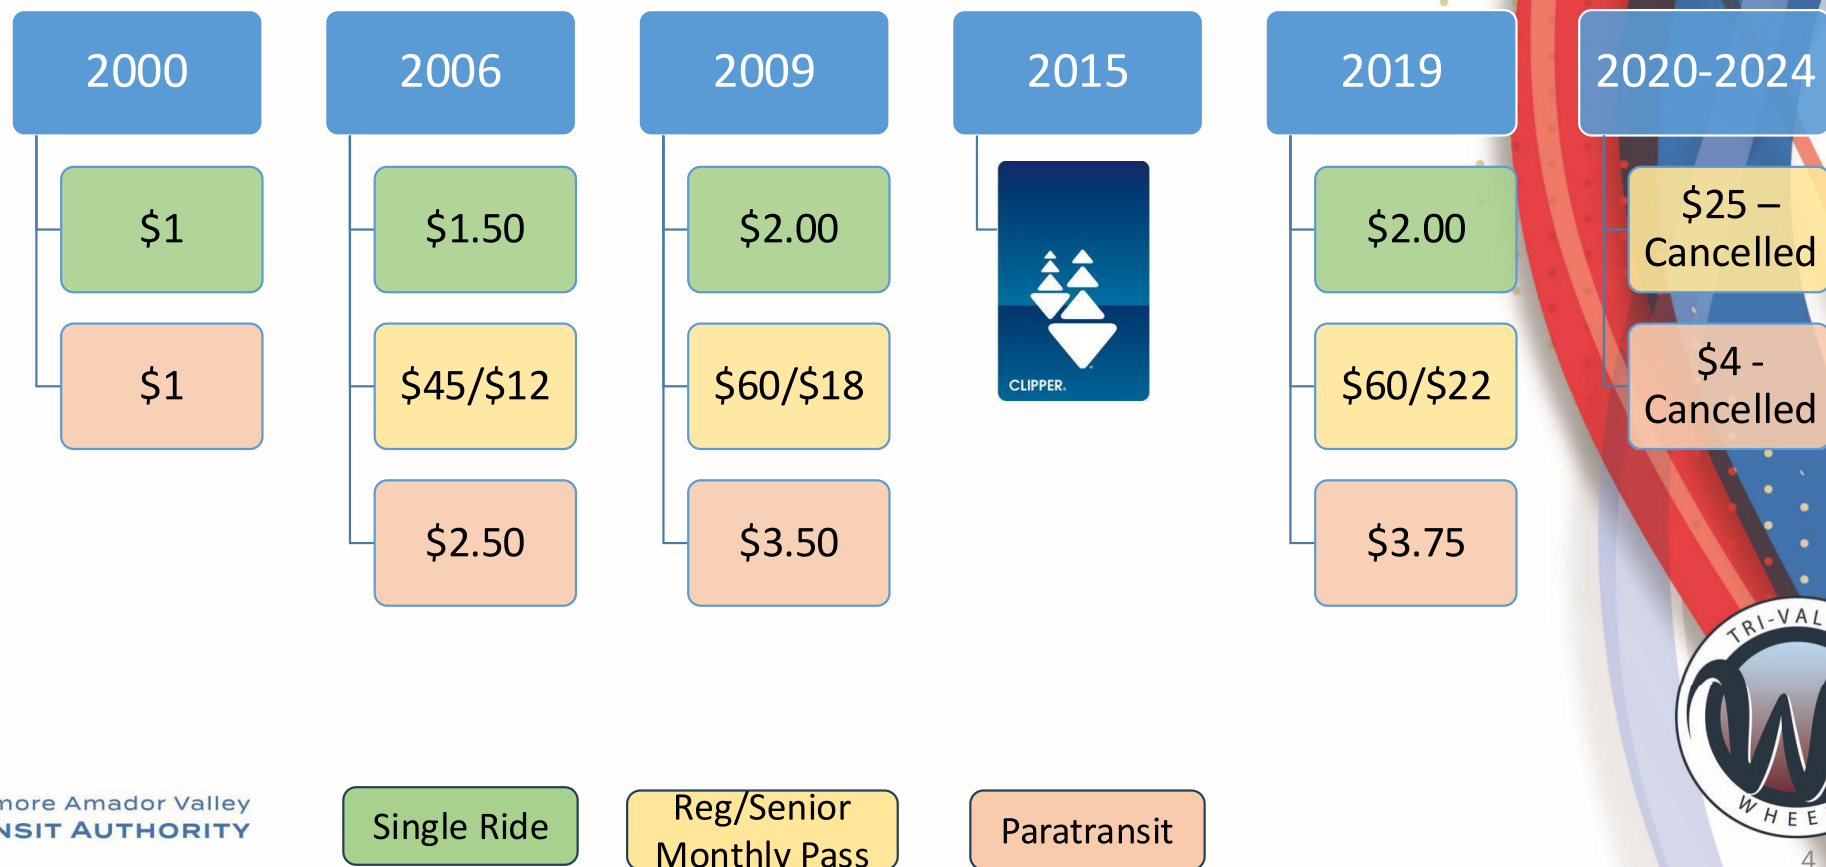 2000
$1
$1
2006
$1.50
$45/$12
$2.50
2009
$2.00
$60/$18
$3.50
2015
CLIPPER.
2019
$2.00
$60/$22
$3.75
2020-2024
$25 –
Cancelled
$4 -
Cancelled
more Amador Valley
NSIT AUTHORITY
Single Ride
Reg/Senior
Monthly Pass
Paratransit
TRI-VAL
W
WHEE
4